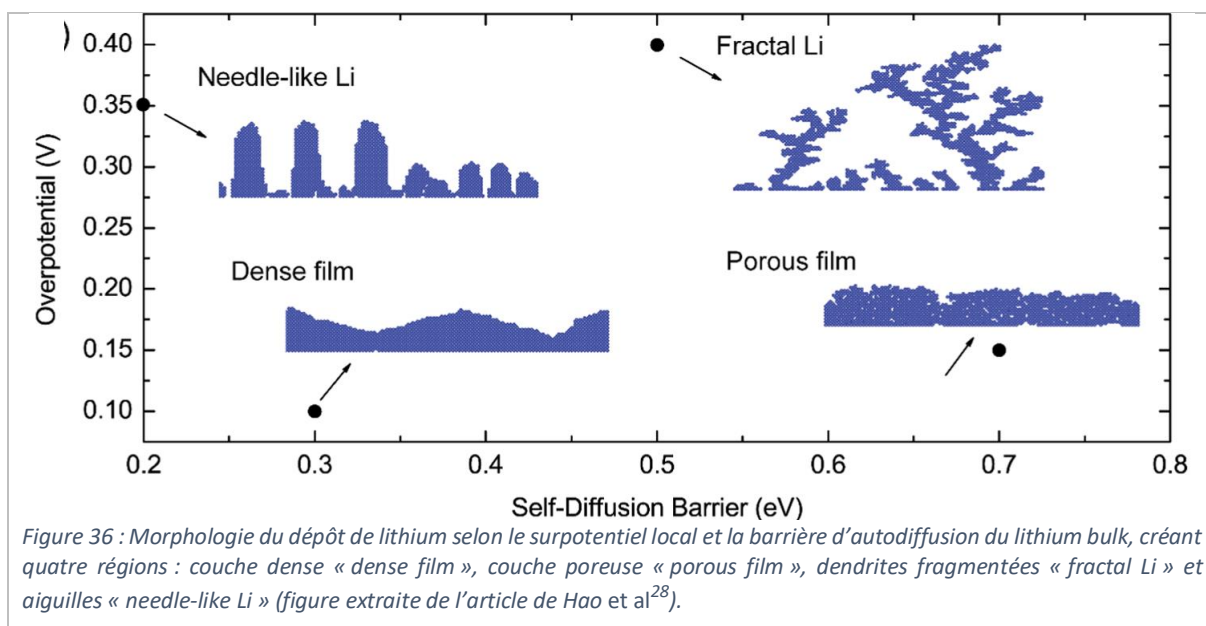 )
0.40
Fractal Li
Needle-like Li
0.35
0.30
0.25
Overpotential (V)
Dense film
Porous film
0.20
0.15
0.10
0.2 0.3 0.4 0.5 0.6 0.7 0.8
Self-Diffusion Barrier (eV)
Figure 36 : Morphologie du dépôt de lithium selon le surpotentiel local et la barrière d’autodiffusion du lithium bulk, créant
quatre régions : couche dense « dense film », couche poreuse « porous film », dendrites fragmentées « fractal Li » et
aiguilles « needle-like Li » (figure extraite de l’article de Hao et al28).